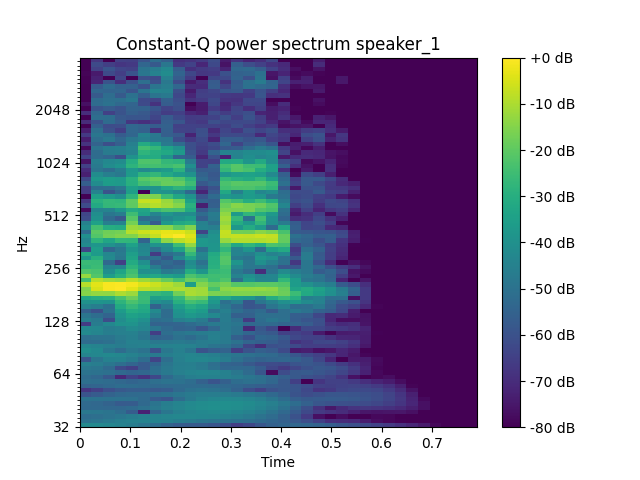 Constant-Q power spectrum speaker_1
Hz
2048
1024
512
256
128
64
32
0 0.1 0.2 0.3 0.4 0.5 0.6 0.7
Time
+0 dB
-10 dB
-20 dB
-30 dB
-40 dB
-50 dB
-60 dB
-70 dB
-80 dB